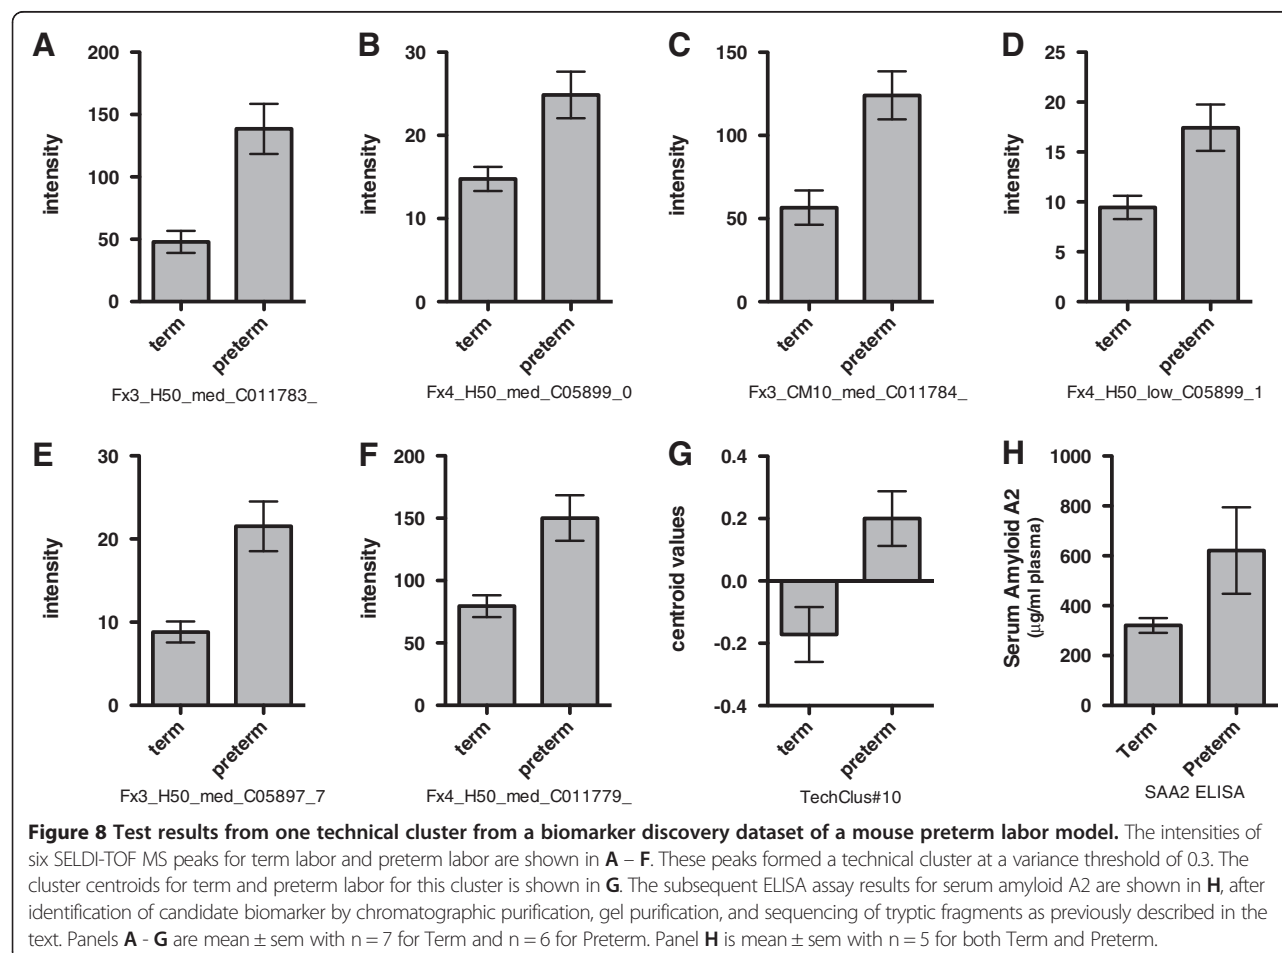 A
200
150
100
50
0
intensity
term
preterm
Fx3_H50_med_C011783_
B
30
20
10
0
intensity
term
preterm
Fx4_H50_med_C05899_0
C
150
100
50
0
intensity
term
preterm
Fx3_CM10_med_C011784_
D
25
20
15
10
5
0
intensity
term
preterm
Fx4_H50_low_C05899_1
E
30
20
10
0
intensity
term
preterm
Fx3_H50_med_C05897_7
F
200
150
100
50
0
intensity
term
preterm
Fx4_H50_med_C011779_
G
0.4
0.2
0.0
-0.2
-0.4
centroid values
term
preterm
TechClus#10
H
1000
800
600
400
200
0
Serum Amyloid A2
(μg/ml plasma)
Term
Preterm
SAA2 ELISA
Figure 8 Test results from one technical cluster from a biomarker discovery dataset of a mouse preterm labor model. The intensities of
six SELDI-TOF MS peaks for term labor and preterm labor are shown in A – F. These peaks formed a technical cluster at a variance threshold of 0.3. The
cluster centroids for term and preterm labor for this cluster is shown in G. The subsequent ELISA assay results for serum amyloid A2 are shown in H, after
identification of candidate biomarker by chromatographic purification, gel purification, and sequencing of tryptic fragments as previously described in the
text. Panels A - G are mean ± sem with n = 7 for Term and n = 6 for Preterm. Panel H is mean ± sem with n = 5 for both Term and Preterm.